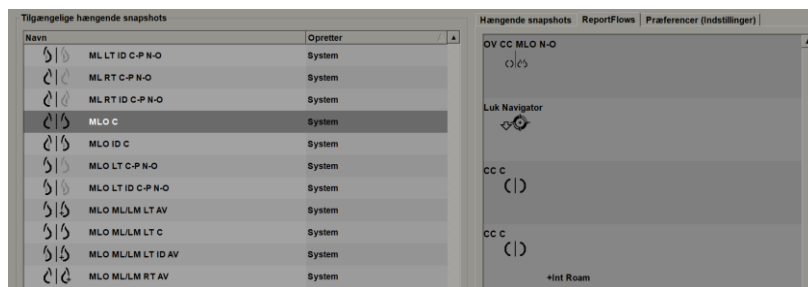 Tilgængelige hængende snapshots
Navn Opretter
ML LT ID C-P N-O System
ML RT C-P N-O System
ML RT ID C-P N-O System
MLO C System
MLO ID C System
MLO LT C-P N-O System
MLO LT ID C-P N-O System
MLO ML/LM LT AV System
MLO ML/LM LT C System
MLO ML/LM LT ID AV System
MLO ML/LM RT AV System
Hængende snapshots ReportFlows Præferencer (Indstillinger)
OV CC MLO N-O
Luk Navigator
CC C
CC C
+Int Roam